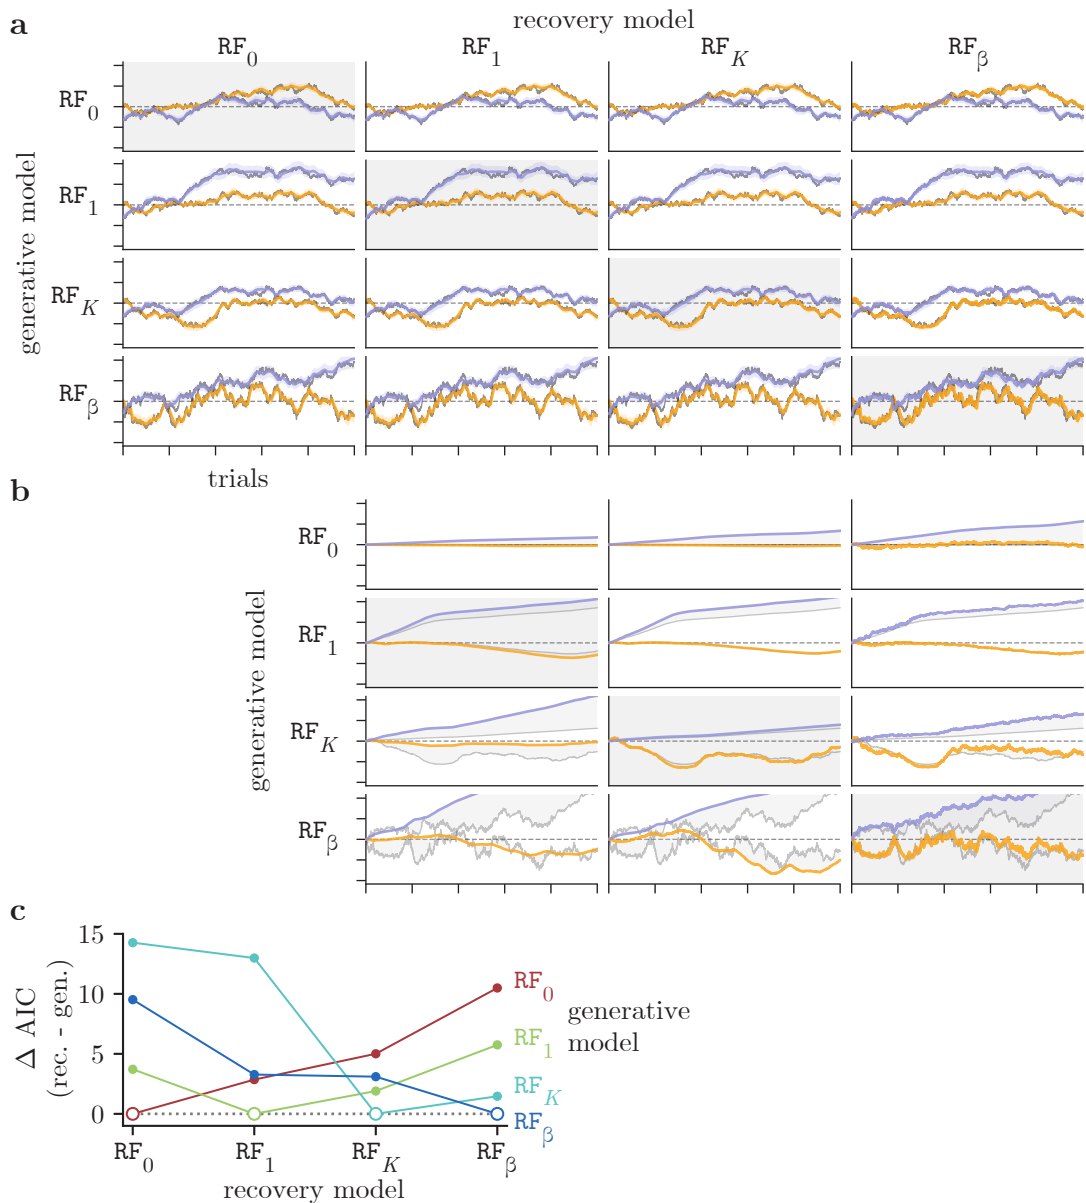 a
recovery model
RF0 RF1 RFK RFβ
generative model
RF0
RF1
RFK
RFβ
trials
b
generative model
RF0
RF1
RFK
RFβ
c
Δ AIC
(rec. - gen.)
15
10
5
0
RF0
RF1
RFK
RFβ
generative
model
RF0 RF1 RFK RFβ
recovery model